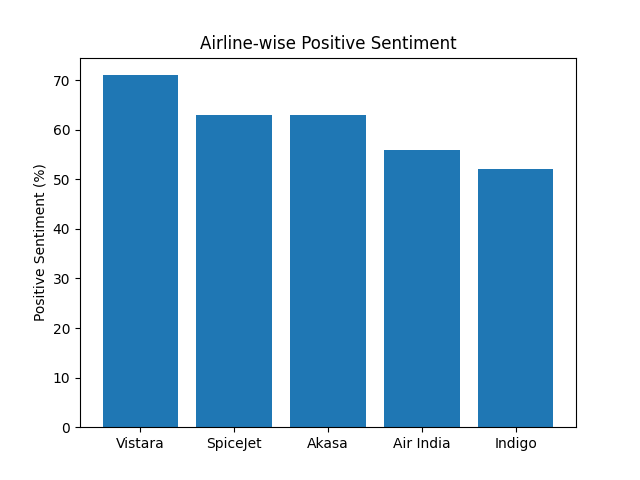 Airline-wise Positive Sentiment
Positive Sentiment (%)
70
60
50
40
30
20
10
0
Vistara SpiceJet Akasa Air India Indigo